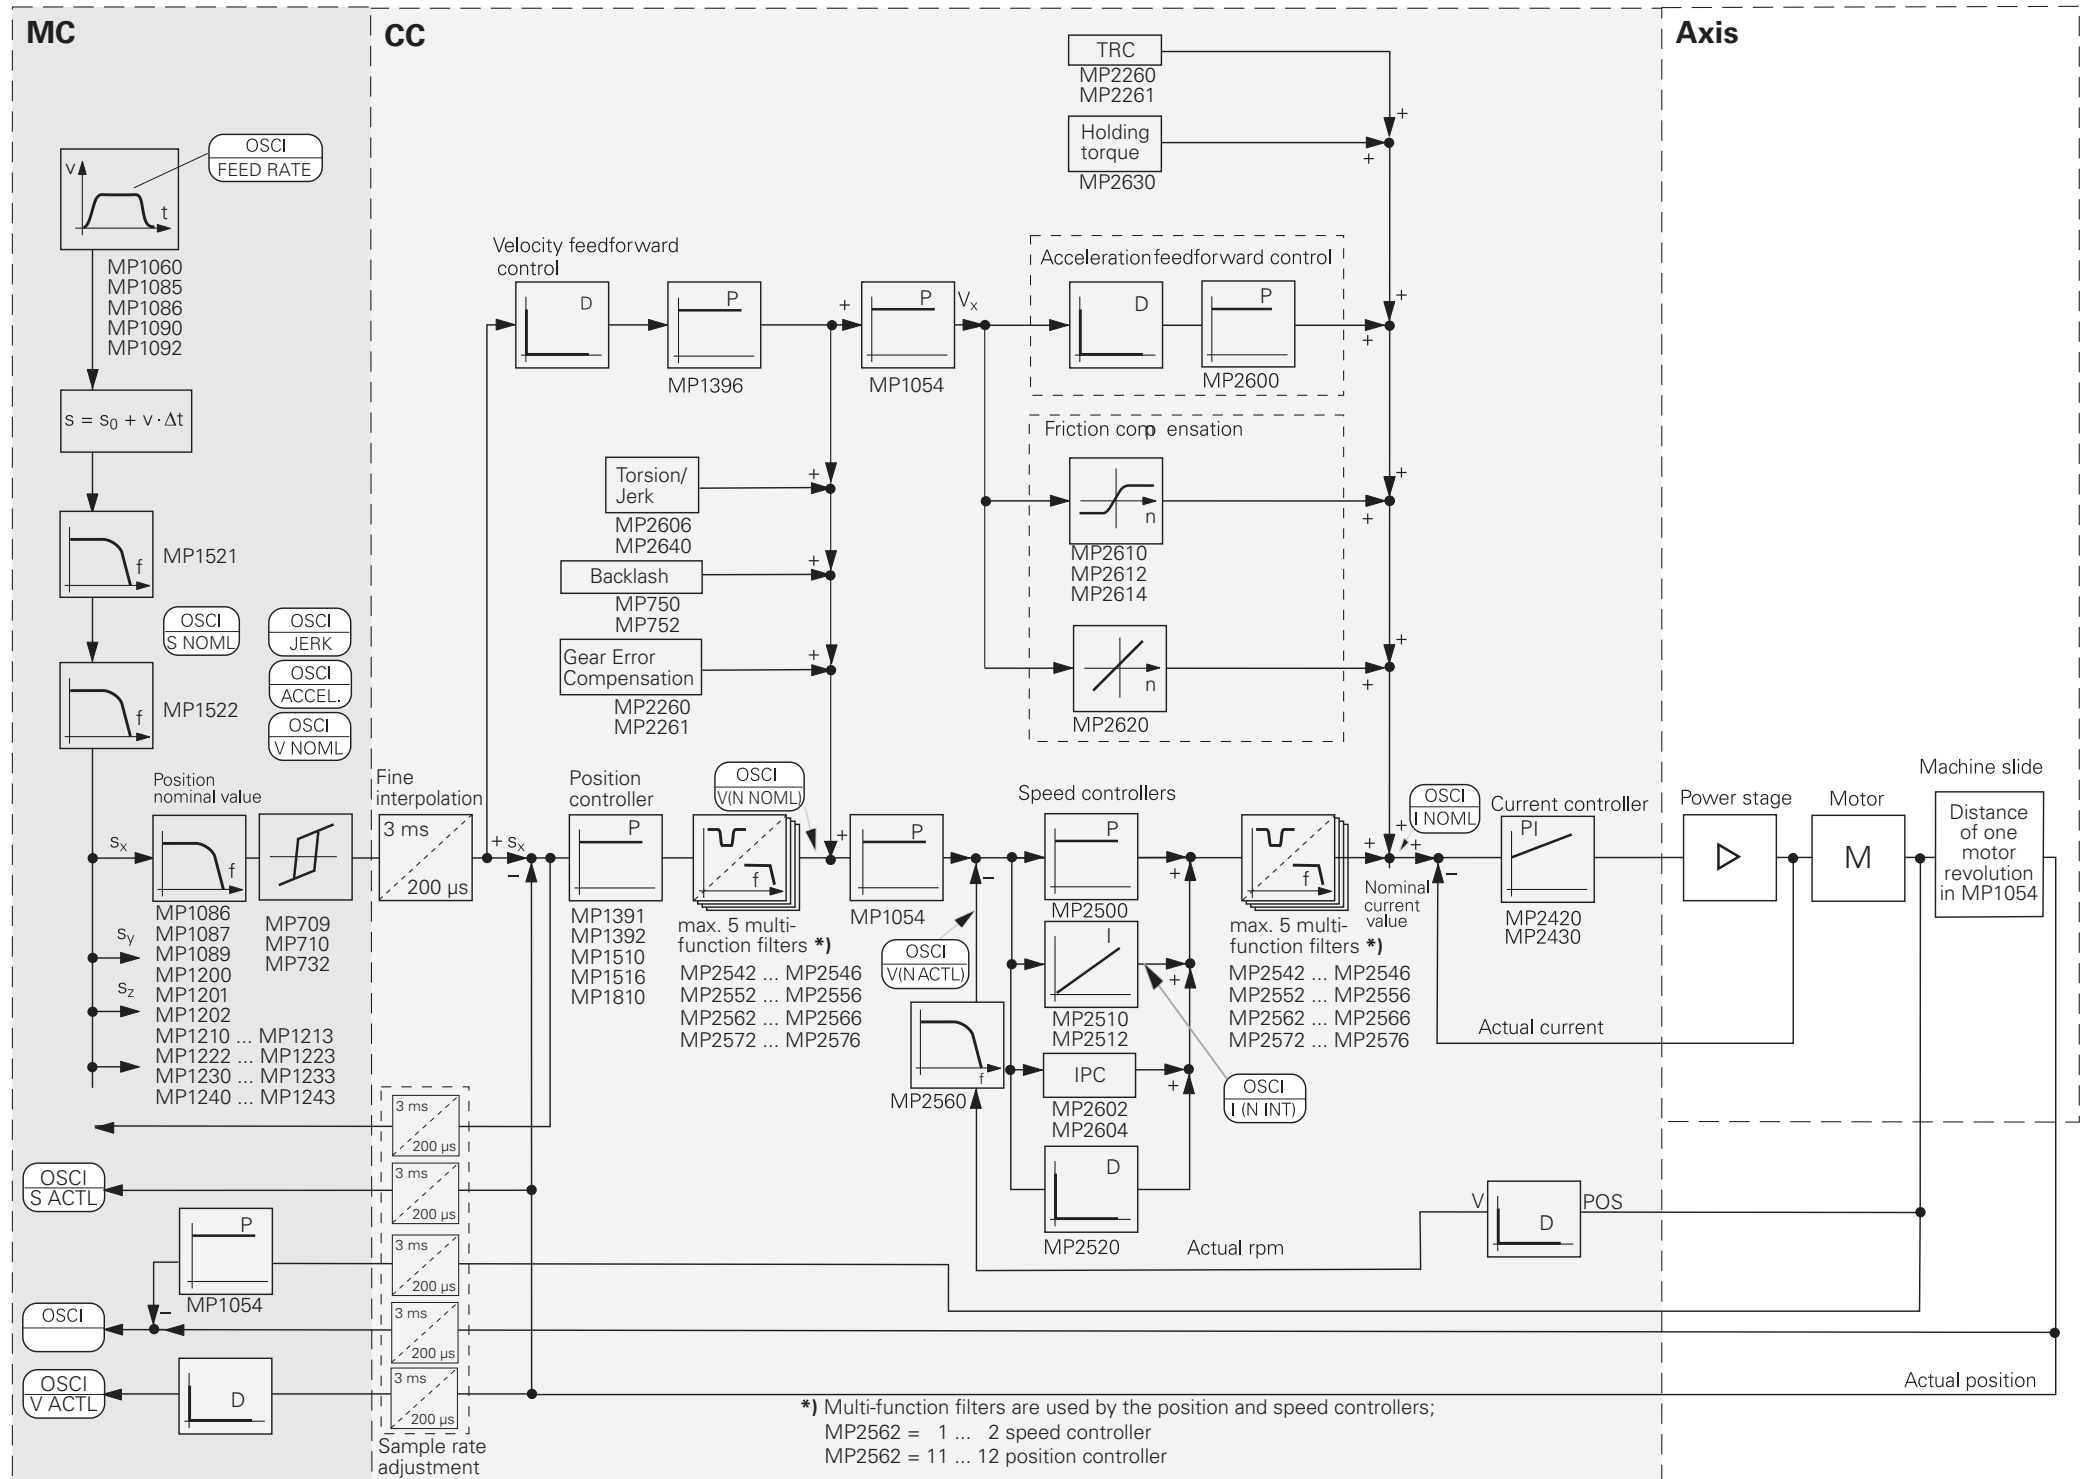 MC
CC
Axis
OSCI
FEED RATE
v
t
MP1060
MP1085
MP1086
MP1090
MP1092
s = s0 + v · Δt
f
MP1521
OSCI
S NOML
OSCI
JERK
OSCI
ACCEL.
OSCI
V NOML
f
MP1522
Position
nominal value
sx
f
MP1086
MP1087
MP1089
MP1200
MP1201
MP1202
MP1210 ... MP1213
MP1222 ... MP1223
MP1230 ... MP1233
MP1240 ... MP1243
sy
sz
MP709
MP710
MP732
Fine
interpolation
3 ms
200 µs
+ sx
−
TRC
MP2260
MP2261
+
Holding
torque
MP2630
+
Velocity feedforward
control
D
P
MP1396
+
P
MP1054
Vx
Acceleration feedforward control
D
P
MP2600
+
+
Torsion/
Jerk
MP2606
MP2640
+
Backlash
MP750
MP752
+
Gear Error
Compensation
MP2260
MP2261
+
Friction comp ensation
n
MP2610
MP2612
MP2614
+
+
n
MP2620
+
+
Position
controller
P
MP1391
MP1392
MP1510
MP1516
MP1810
OSCI
V(N NOML)
f
max. 5 multi-
function filters *)
MP2542 ... MP2546
MP2552 ... MP2556
MP2562 ... MP2566
MP2572 ... MP2576
+
P
MP1054
−
OSCI
V(N ACTL)
f
MP2560
Speed controllers
P
MP2500
+
I
MP2510
MP2512
+
IPC
MP2602
MP2604
+
D
MP2520
OSCI
I (N INT)
f
max. 5 multi-
function filters *)
MP2542 ... MP2546
MP2552 ... MP2556
MP2562 ... MP2566
MP2572 ... MP2576
+
+
+
OSCI
I NOML
Nominal
current
value
−
Current controller
PI
MP2420
MP2430
Actual current
Power stage
Motor
M
Machine slide
Distance
of one
motor
revolution
in MP1054
V
D
POS
Actual rpm
3 ms
200 µs
OSCI
S ACTL
3 ms
200 µs
P
MP1054
3 ms
200 µs
OSCI
−
3 ms
200 µs
OSCI
V ACTL
D
3 ms
200 µs
Sample rate
adjustment
Actual position
*) Multi-function filters are used by the position and speed controllers;
MP2562 = 1 ... 2 speed controller
MP2562 = 11 ... 12 position controller